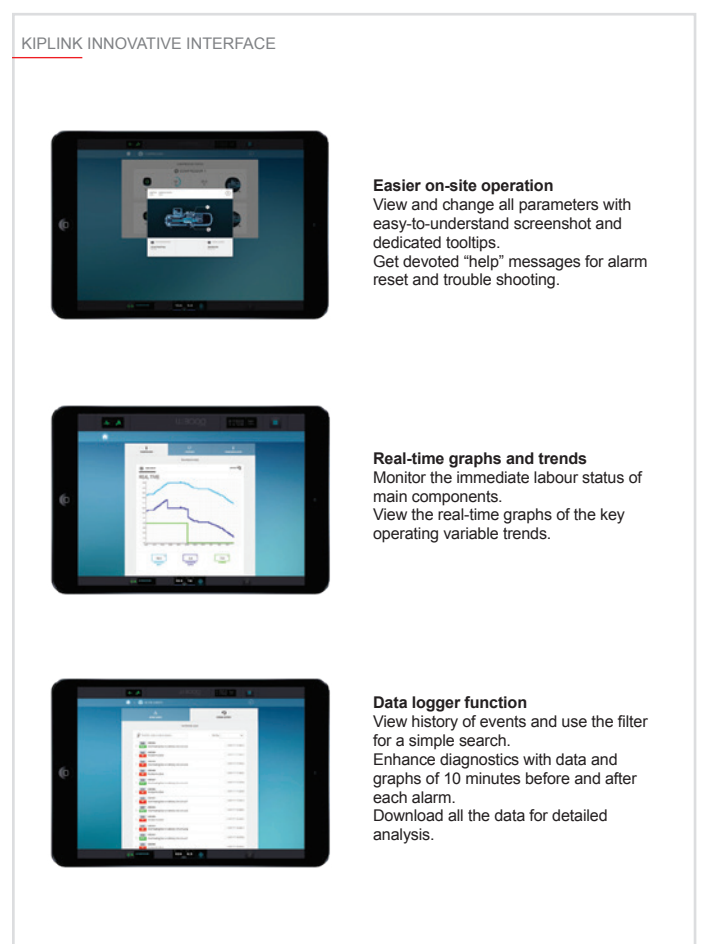 KIPLINK INNOVATIVE INTERFACE
Easier on-site operation
View and change all parameters with
easy-to-understand screenshot and
dedicated tooltips.
Get devoted “help” messages for alarm
reset and trouble shooting.
Real-time graphs and trends
Monitor the immediate labour status of
main components.
View the real-time graphs of the key
operating variable trends.
Data logger function
View history of events and use the filter
for a simple search.
Enhance diagnostics with data and
graphs of 10 minutes before and after
each alarm.
Download all the data for detailed
analysis.